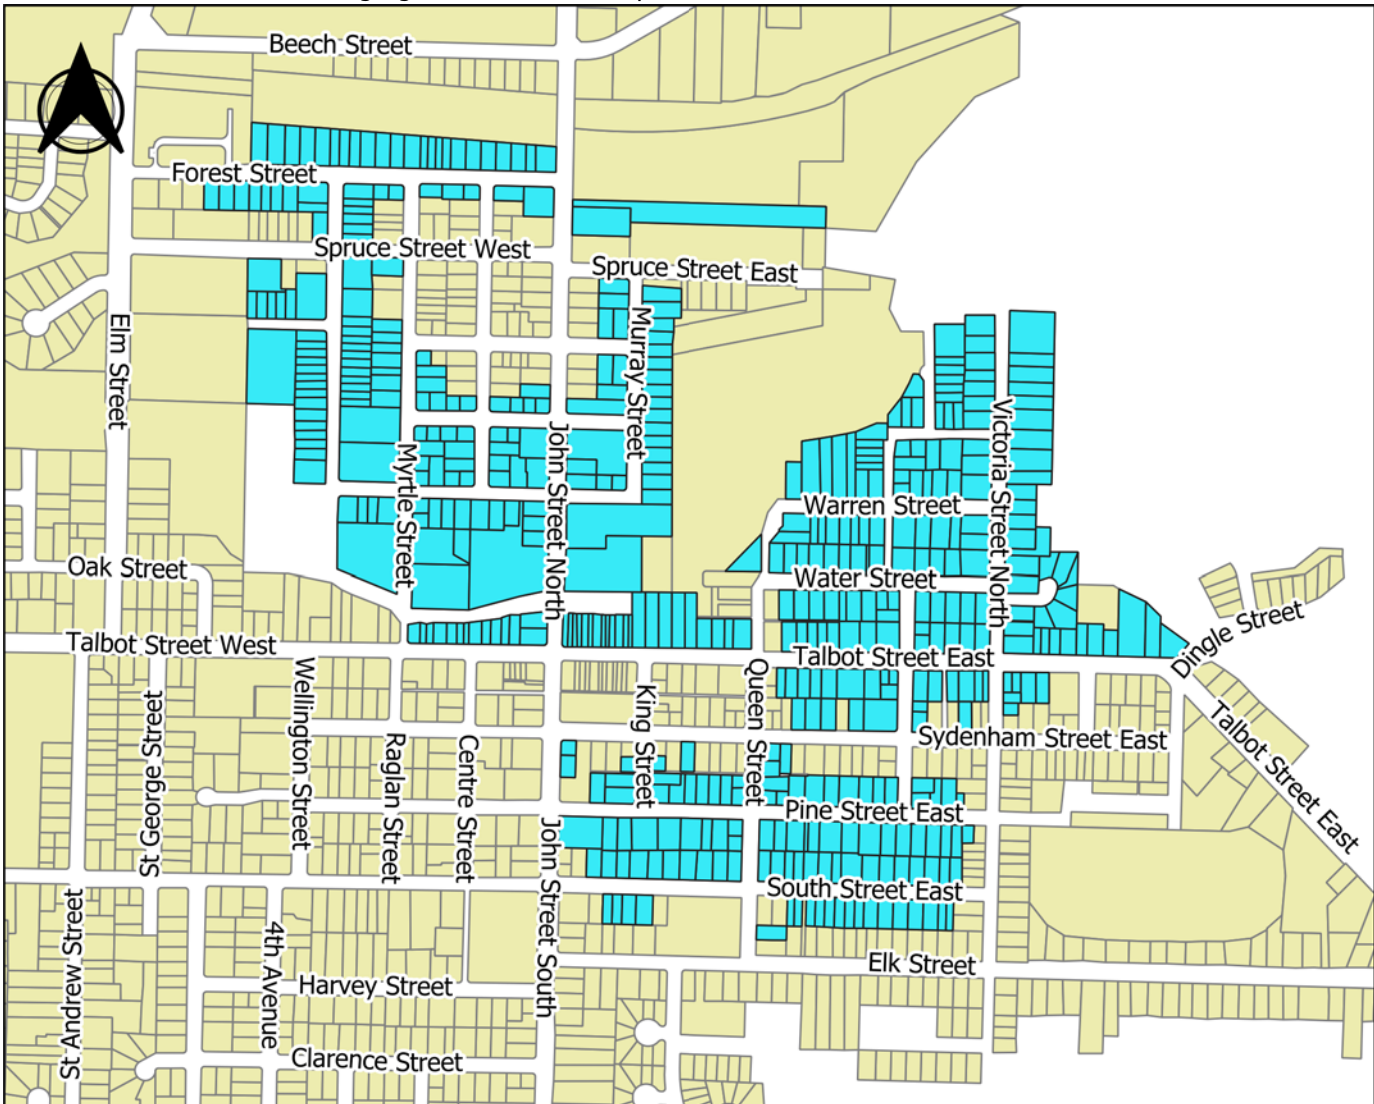 Beech Street
Forest Street
Spruce Street West
Spruce Street East
Elm Street
Murray Street
Myrtle Street
John Street North
Victoria Street North
Warren Street
Oak Street
Water Street
Talbot Street West
Talbot Street East
Dingle Street
St George Street
Wellington Street
Raglan Street
Centre Street
King Street
Queen Street
Sydenham Street East
Talbot Street East
Pine Street East
John Street South
South Street East
St Andrew Street
4th Avenue
Elk Street
Harvey Street
Clarence Street